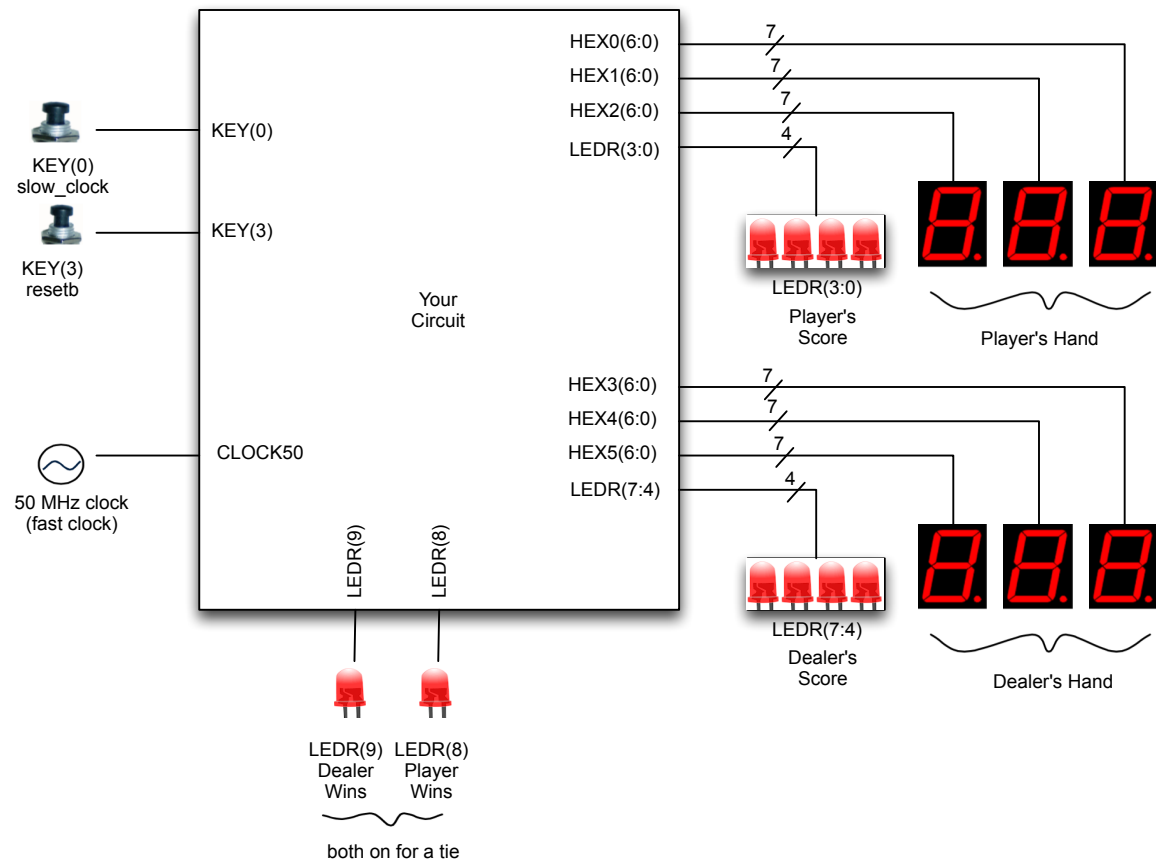 HEX0(6:0)
7
HEX1(6:0)
7
HEX2(6:0)
7
LEDR(3:0)
4
KEY(0)
KEY(0)
slow_clock
KEY(3)
KEY(3)
resetb
Your
Circuit
LEDR(3:0)
Player's
Score
Player's Hand
HEX3(6:0)
7
HEX4(6:0)
7
HEX5(6:0)
7
LEDR(7:4)
4
CLOCK50
50 MHz clock
(fast clock)
LEDR(9)
LEDR(8)
LEDR(7:4)
Dealer's
Score
Dealer's Hand
LEDR(9)
Dealer
Wins
LEDR(8)
Player
Wins
both on for a tie